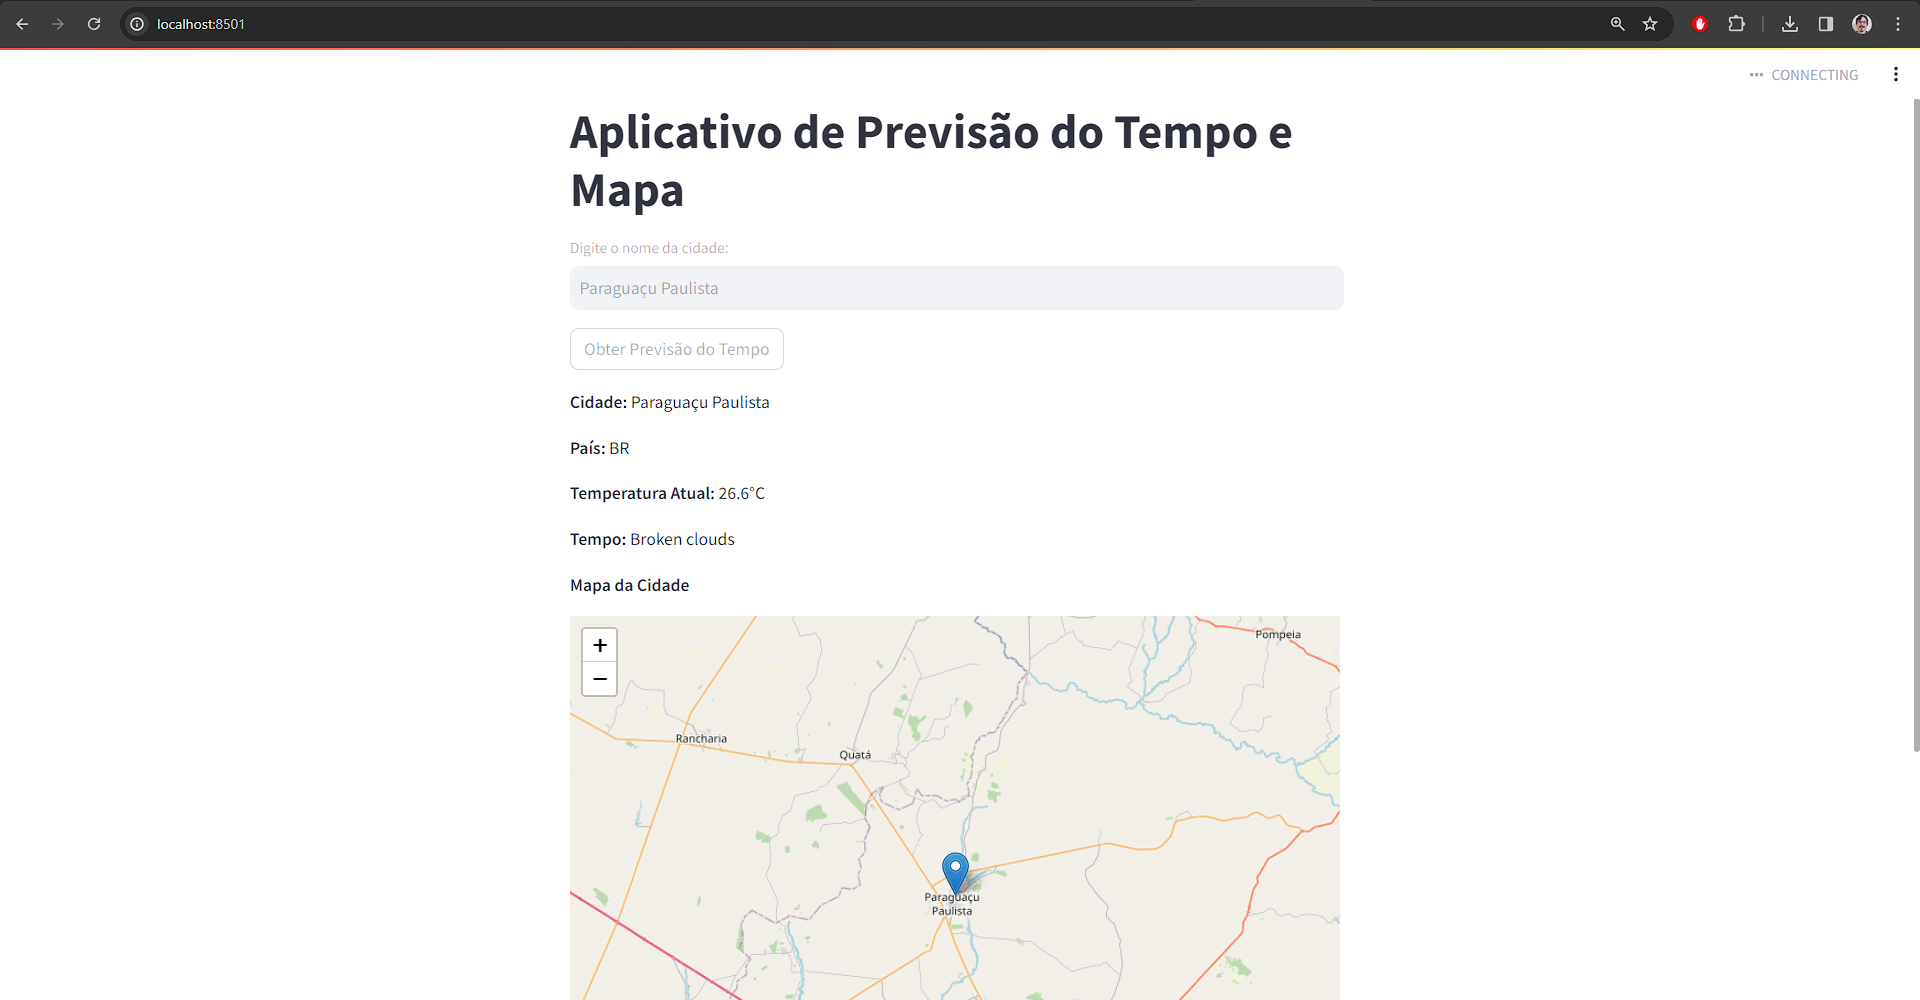 localhost:8501
CONNECTING
Aplicativo de Previsão do Tempo e
Mapa
Digite o nome da cidade:
Paraguaçu Paulista
Obter Previsão do Tempo
Cidade: Paraguaçu Paulista
País: BR
Temperatura Atual: 26.6°C
Tempo: Broken clouds
Mapa da Cidade
+
−
Pompeia
Rancharia
Quatá
Paraguaçu
Paulista